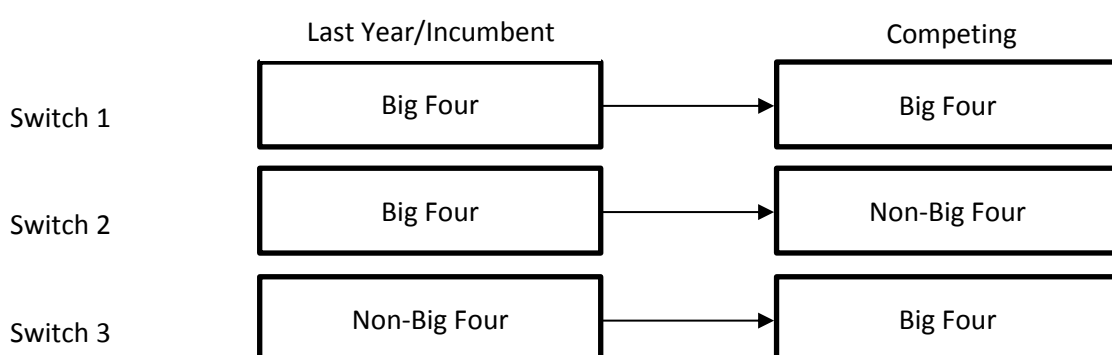 Last Year/Incumbent Competing
Switch 1 Big Four Big Four
Switch 2 Big Four Non-Big Four
Switch 3 Non-Big Four Big Four